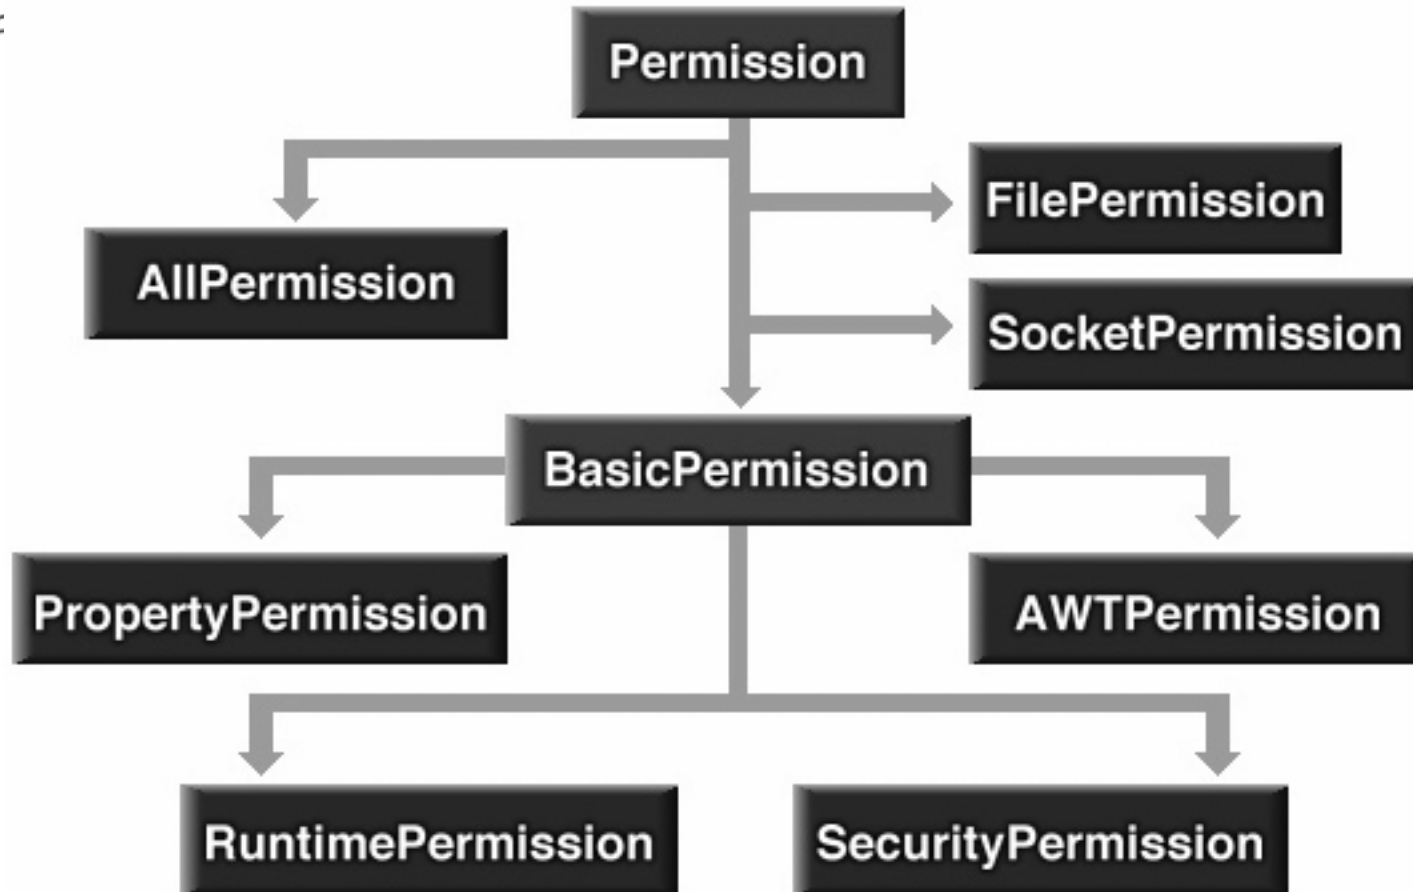 Permission
FilePermission
AllPermission
SocketPermission
BasicPermission
PropertyPermission
AWTPermission
RuntimePermission
SecurityPermission